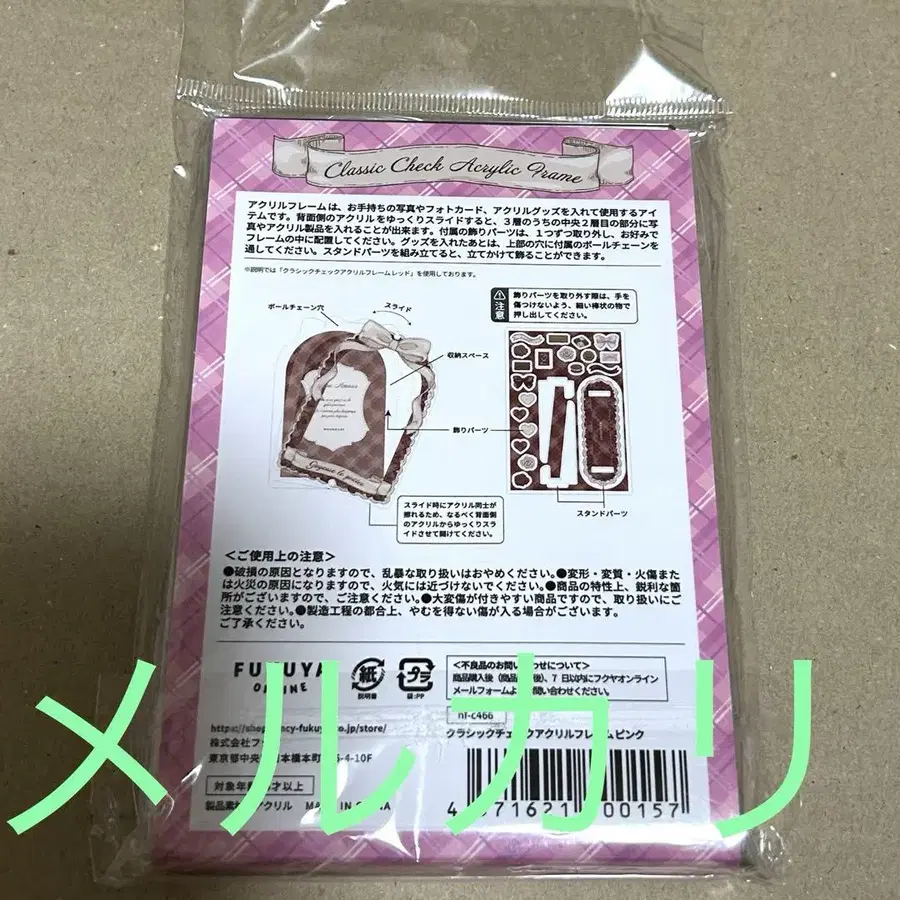 Classic Check Acrylic Frame
アクリルフレームは、お手持ちの写真やフォトカード、アクリルグッズを入れて使用するアイ
テムです。背面側のアクリルをゆっくりスライドすると、3層のうちの中央2層目の部分に写
真やアクリル製品を入れることが出来ます。付属の飾りパーツは、1つずつ取り外し、お好みで
フレームの中に配置してください。グッズを入れたあとは、上部の穴に付属のボールチェーンを
通してください。スタンドパーツを組み立てると、立てかけて飾ることができます。
※説明では「クラシックチェックアクリルフレームレッド」を使用しております。
ボールチェーン穴
スライド
収納スペース
飾りパーツ
注意
飾りパーツを取り外す際は、手を
傷つけないよう、細い棒状の物で
押し出してください。
スタンドパーツ
スライド時にアクリル同士が
擦れるため、なるべく背面側
のアクリルからゆっくりスラ
イドさせて開けてください。
＜ご使用上の注意＞
●破損の原因となりますので、乱暴な取り扱いはおやめください。●変形・変質・火傷また
は火災の原因になりますので、火気には近づけないでください。●商品の特性上、鋭利な箇
所がございますので、ご注意ください。●大変傷が付きやすい商品ですので、取り扱いにご
注意ください。●製造工程の都合上、やむを得ない傷が入る場合がございます。
ご了承ください。
メルカリ
FUKUYA
ONLINE
紙
説明書
プラ
袋:PP
＜不良品のお問い合わせについて＞
商品購入後（商品 後）、7日以内にフクヤオンライン
メールフォームよ 問い合わせください。
nf-c466
クラシックチェックアクリルフレーム ピンク
株式会社フ
東京都中央 日本橋本町 5-4-10F
対象年齢 才以上
製品素 アクリル MADE IN CHINA